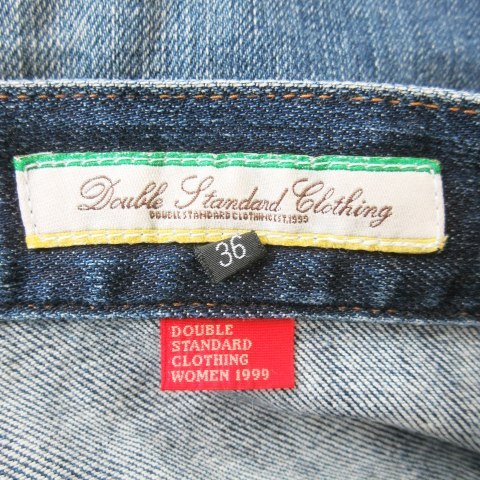 Double Standard Clothing
DOUBLE STANDARD CLOTHING EST.1999
36
DOUBLE
STANDARD
CLOTHING
WOMEN 1999